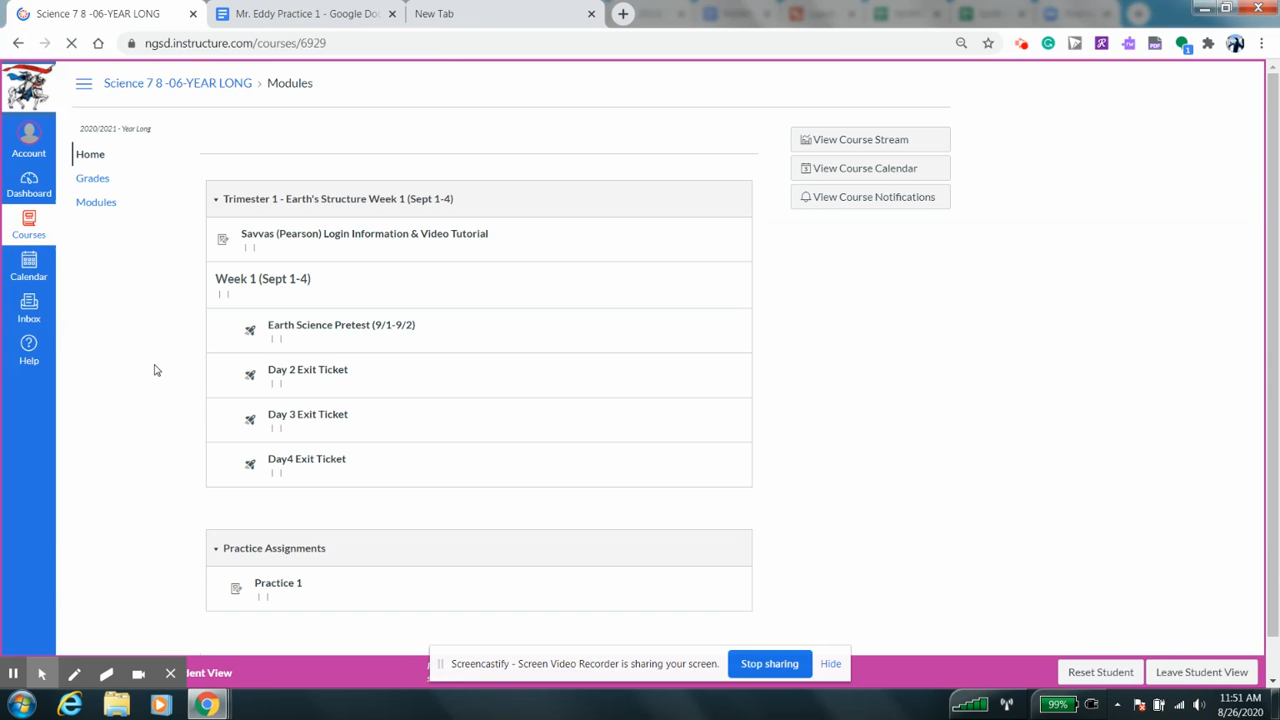 Science 7 8 -06-YEAR LONG
Mr. Eddy Practice 1 - Google Do
New Tab
ngsd.instructure.com/courses/6929
Science 7 8 -06-YEAR LONG > Modules
2020/2021 - Year Long
Account
Dashboard
Courses
Calendar
Inbox
Help
Home
Grades
Modules
Trimester 1 - Earth's Structure Week 1 (Sept 1-4)
Savvas (Pearson) Login Information & Video Tutorial
Week 1 (Sept 1-4)
Earth Science Pretest (9/1-9/2)
Day 2 Exit Ticket
Day 3 Exit Ticket
Day4 Exit Ticket
Practice Assignments
Practice 1
View Course Stream
View Course Calendar
View Course Notifications
Screencastify - Screen Video Recorder is sharing your screen.
Stop sharing
Hide
dent View
Reset Student
Leave Student View
99%
11:51 AM
8/26/2020